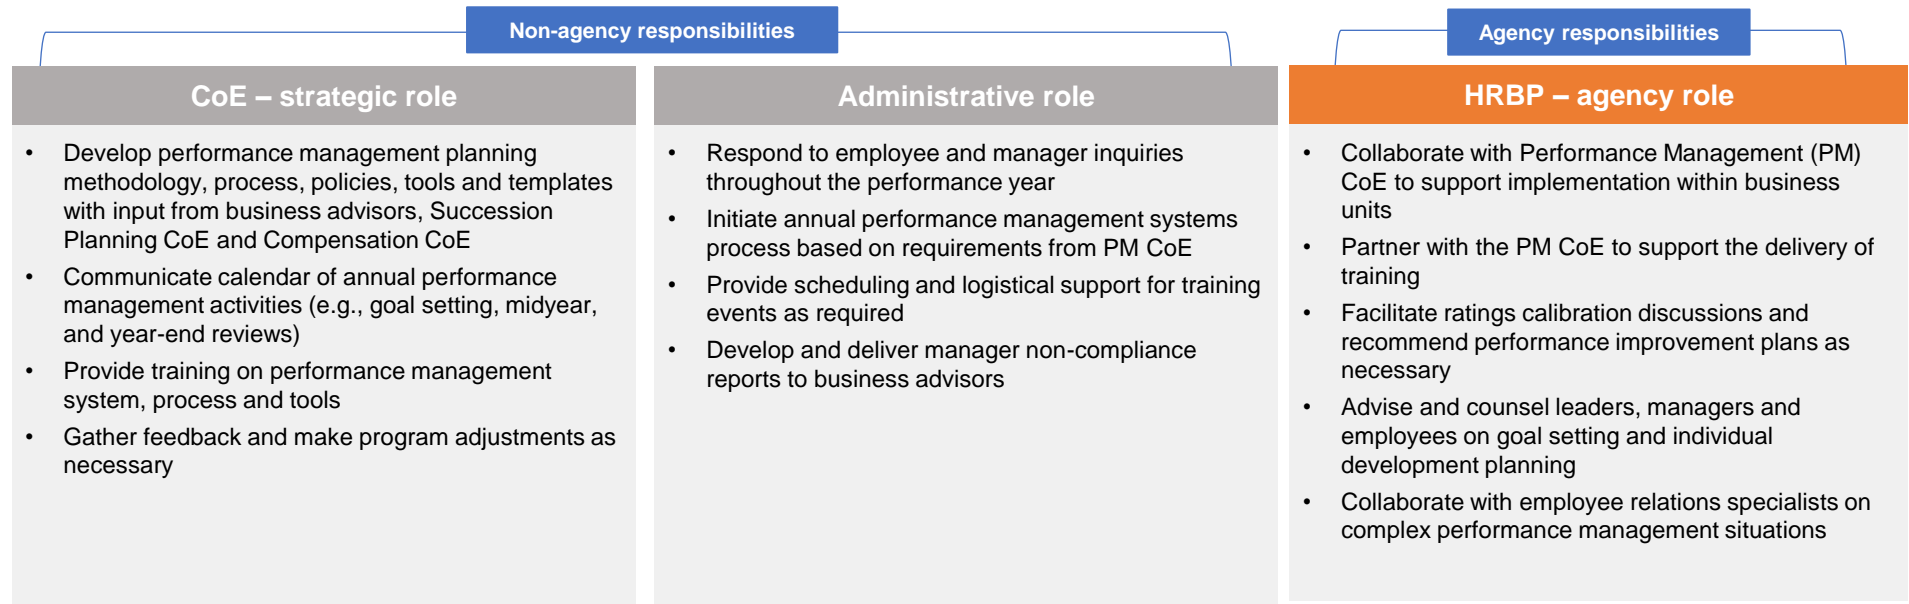 Non-agency responsibilities
Agency responsibilities
CoE – strategic role
• Develop performance management planning
methodology, process, policies, tools and templates
with input from business advisors, Succession
Planning CoE and Compensation CoE
• Communicate calendar of annual performance
management activities (e.g., goal setting, midyear,
and year-end reviews)
• Provide training on performance management
system, process and tools
• Gather feedback and make program adjustments as
necessary
Administrative role
• Respond to employee and manager inquiries
throughout the performance year
• Initiate annual performance management systems
process based on requirements from PM CoE
• Provide scheduling and logistical support for training
events as required
• Develop and deliver manager non-compliance
reports to business advisors
HRBP – agency role
• Collaborate with Performance Management (PM)
CoE to support implementation within business
units
• Partner with the PM CoE to support the delivery of
training
• Facilitate ratings calibration discussions and
recommend performance improvement plans as
necessary
• Advise and counsel leaders, managers and
employees on goal setting and individual
development planning
• Collaborate with employee relations specialists on
complex performance management situations